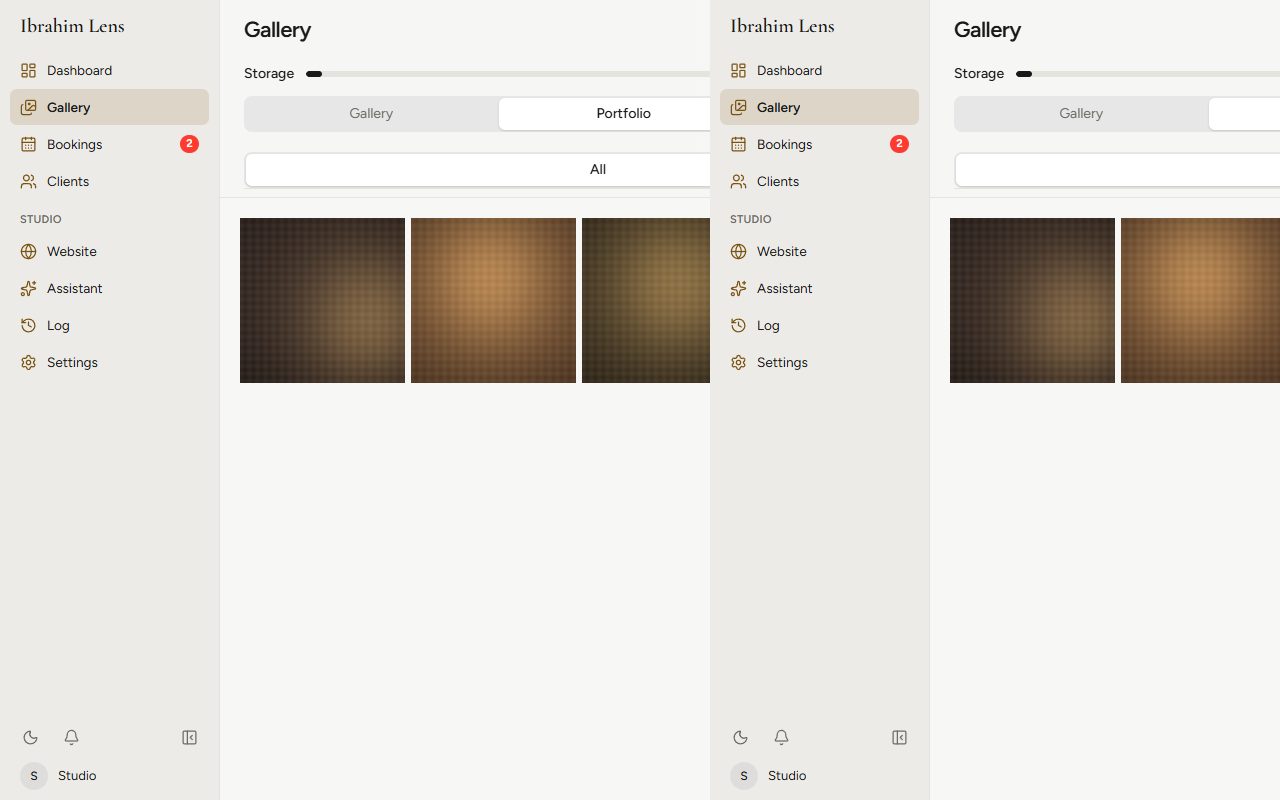 Ibrahim Lens
Dashboard
Gallery
Bookings 2
Clients
STUDIO
Website
Assistant
Log
Settings
S Studio
Gallery
Storage
Gallery Portfolio
All
Ibrahim Lens
Dashboard
Gallery
Bookings 2
Clients
STUDIO
Website
Assistant
Log
Settings
S Studio
Gallery
Storage
Gallery